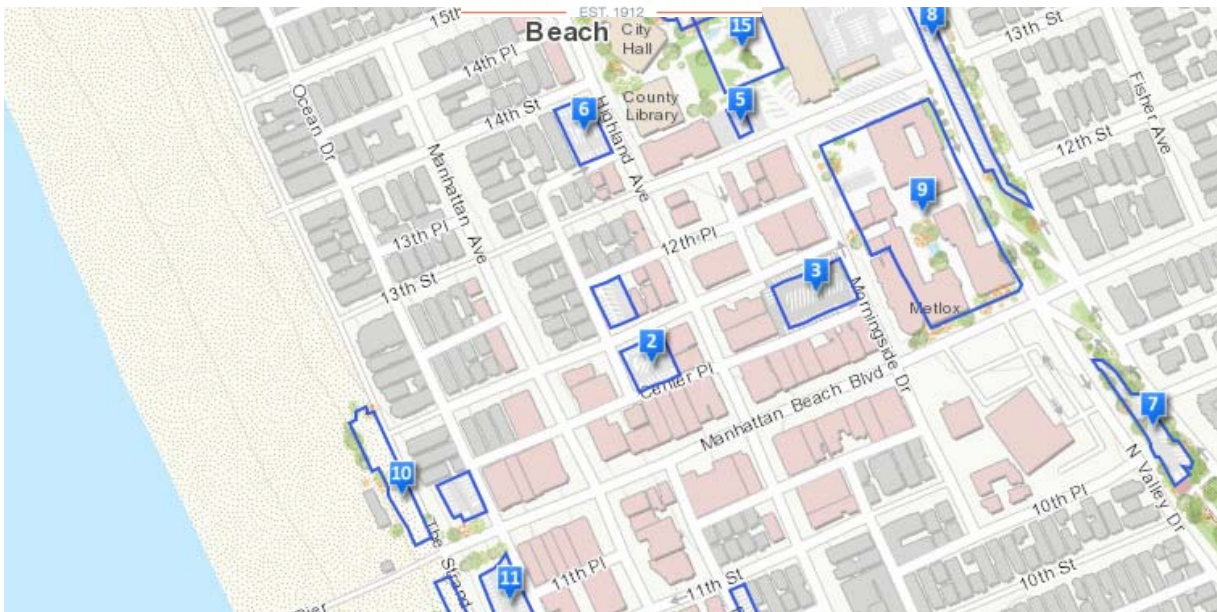 EST. 1912
15th
Beach
City
Hall
15
8
13th St
14th Pl
Fisher Ave
Ocean Dr
14th St
6
Highland Ave
County
Library
5
12th St
Manhattan Ave
13th Pl
9
12th Pl
13th St
3
Metlox
Morningside Dr
2
Center Pl
Manhattan Beach Blvd
7
10
N Valley Dr
10th Pl
The Strand
11
11th Pl
11th St
10th St
Pier